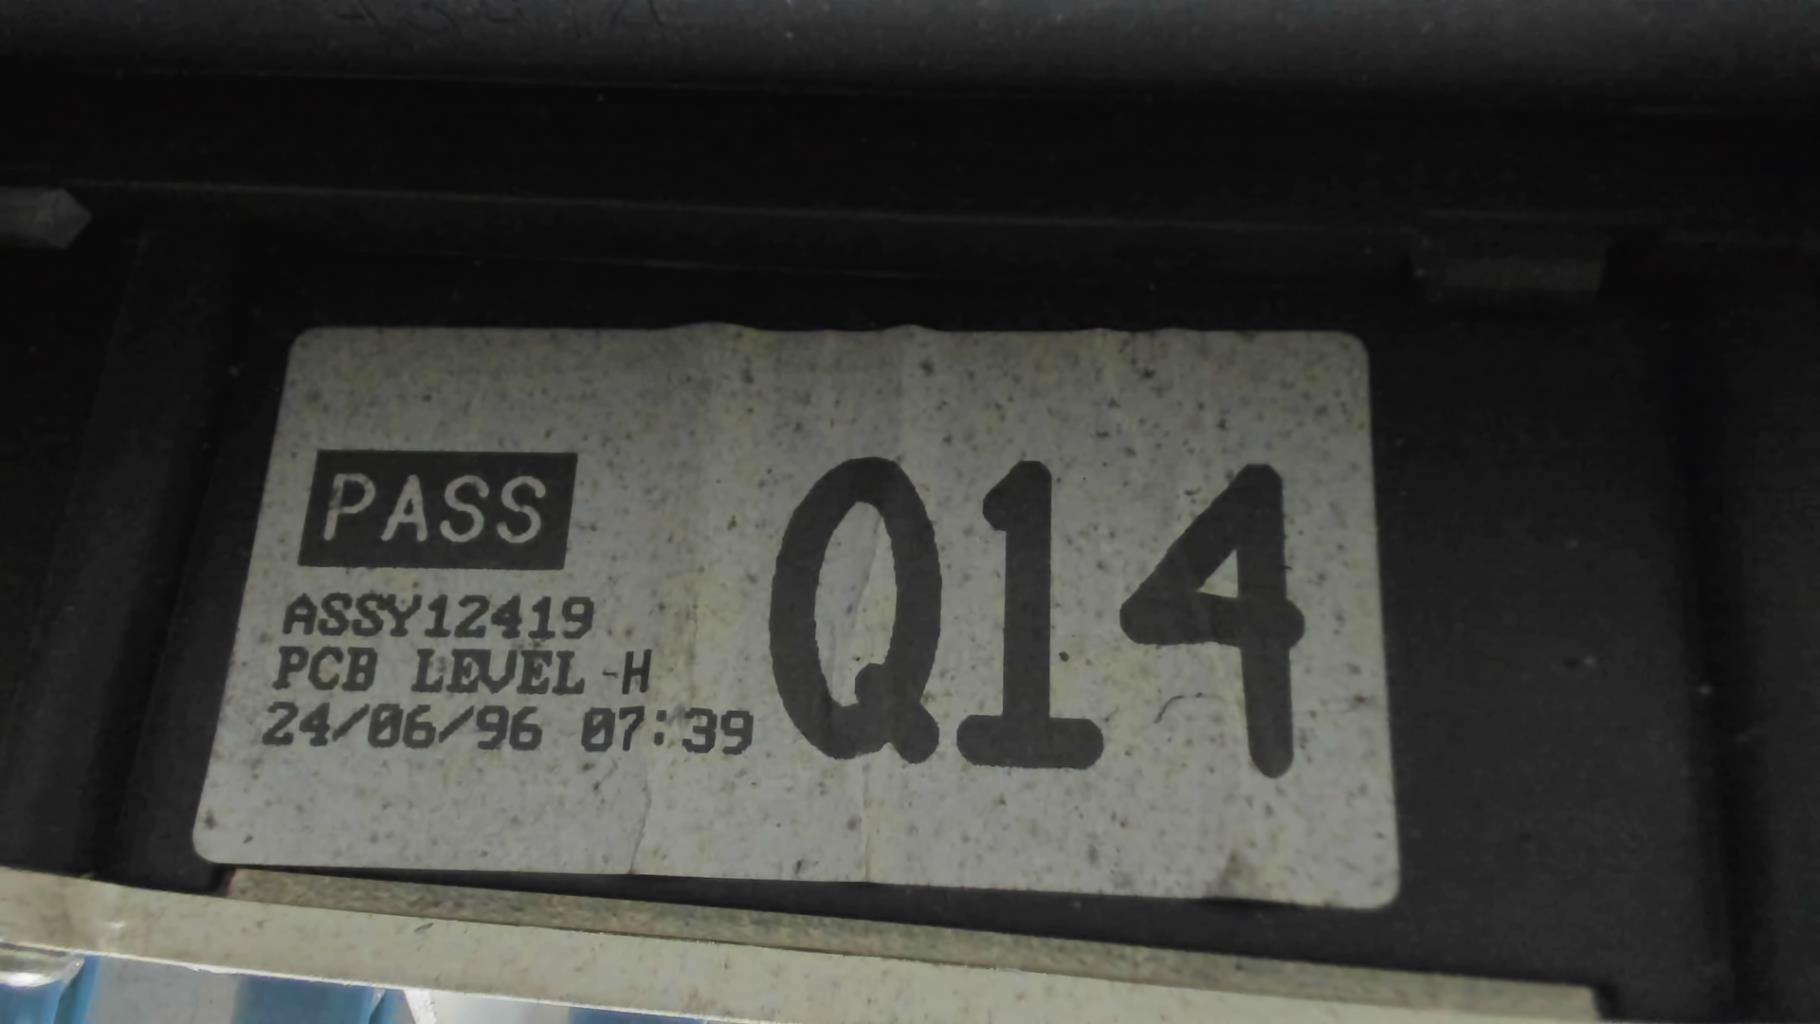 PASS
ASSY12419
PCB LEVEL-H
24/06/96 07:39
Q14